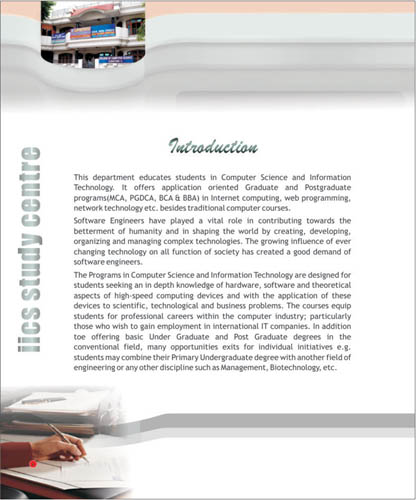 Introduction
This department educates students in Computer Science and Information
Technology. It offers application oriented Graduate and Postgraduate
programs(MCA, PGDCA, BCA & BBA) in Internet computing, web programming,
network technology etc. besides traditional computer courses.
Software Engineers have played a vital role in contributing towards the
betterment of humanity and in shaping the world by creating, developing,
organizing and managing complex technologies. The growing influence of ever
changing technology on all function of society has created a good demand of
software engineers.
The Programs in Computer Science and Information Technology are designed for
students seeking an in depth knowledge of hardware, software and theoretical
aspects of high-speed computing devices and with the application of these
devices to scientific, technological and business problems. The courses equip
students for professional careers within the computer industry; particularly
those who wish to gain employment in international IT companies. In addition
toe offering basic Under Graduate and Post Graduate degrees in the
conventional field, many opportunities exits for individual initiatives e.g.
students may combine their Primary Undergraduate degree with another field of
engineering or any other discipline such as Management, Biotechnology, etc.
iics study centre